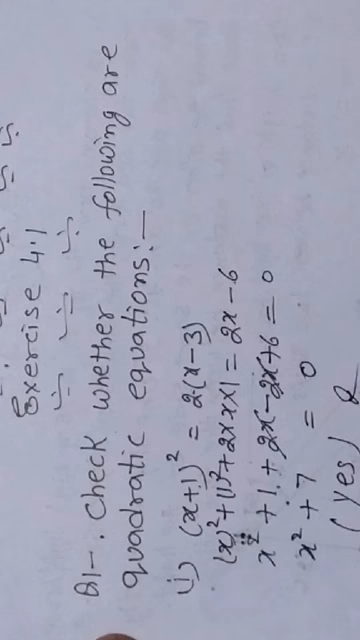 Exercise 4.1
Q1-. Check whether the following are
quadratic equations:-
i) (x+1)² = 2(x-3)
(x)²+(1)²+2×x×1 = 2x-6
x²+1+2x-2x+6=0
x²+7 = 0
(Yes)